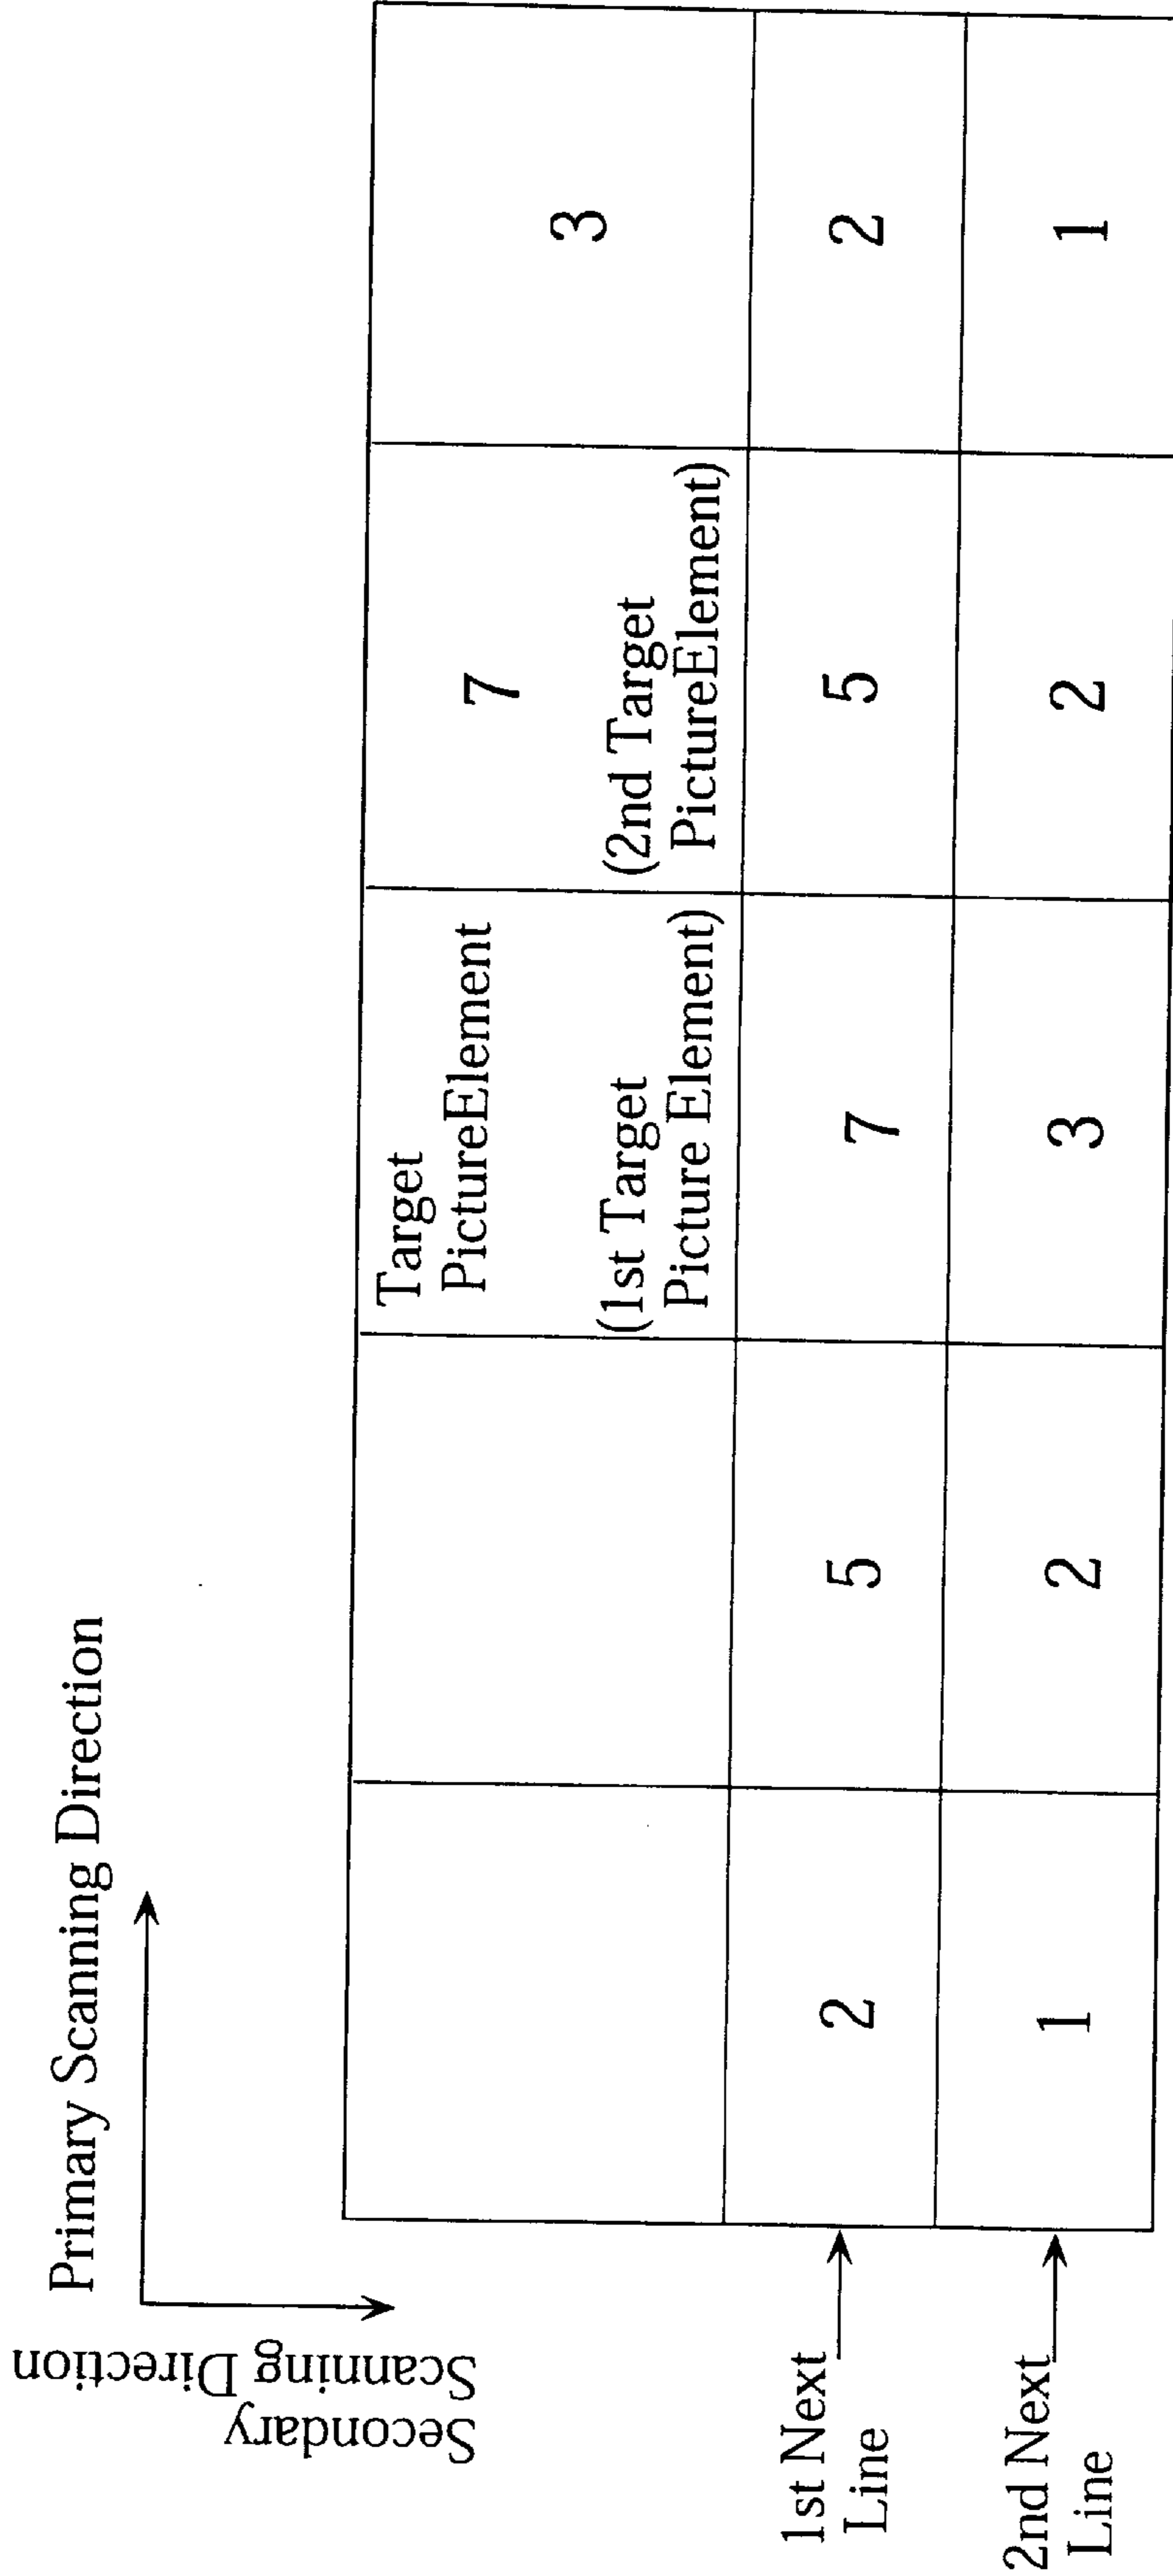 Primary Scanning Direction
Secondary
Scanning Direction
Target
PictureElement
(1st Target
Picture Element)
7
(2nd Target
PictureElement)
3
1st Next
Line
2 5 7 5 2
2nd Next
Line
1 2 3 2 1